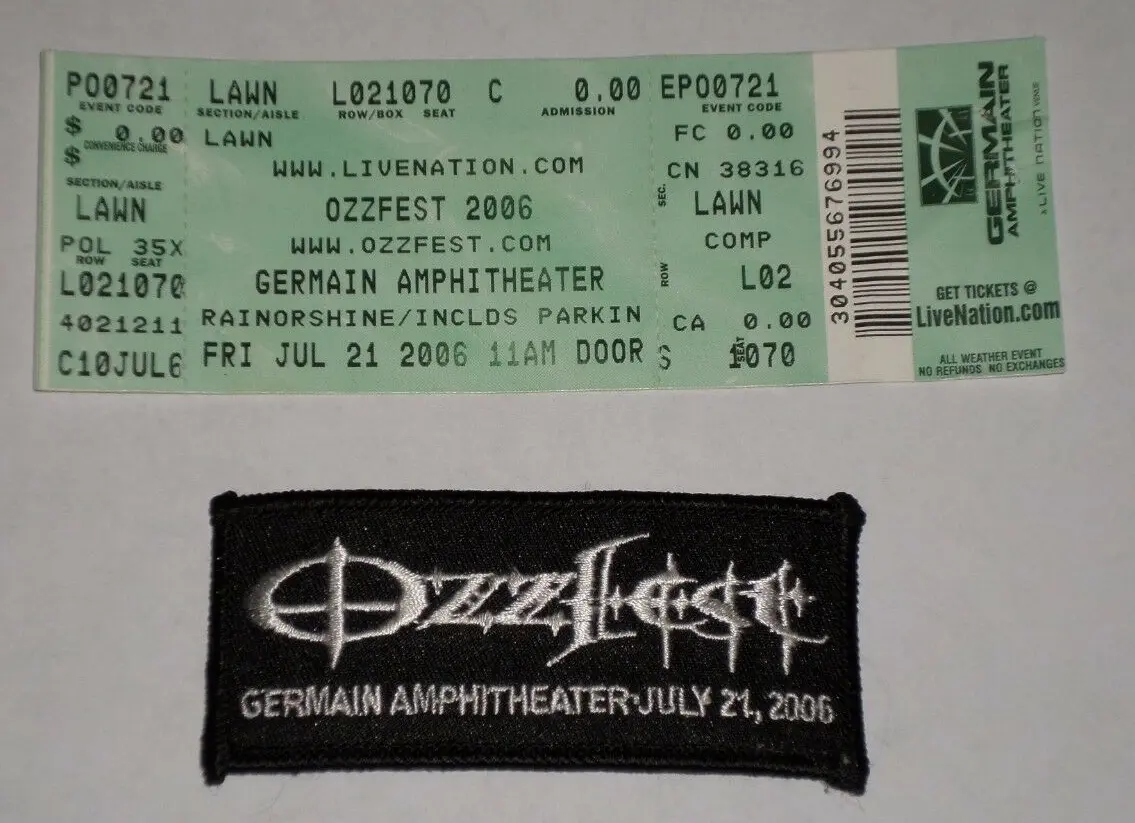 PO0721 LAWN L021070 C 0.00 EPO0721
EVENT CODE SECTION/AISLE ROW/BOX SEAT ADMISSION EVENT CODE
$ 0.00 LAWN FC 0.00
CONVENIENCE CHARGE
$ WWW.LIVENATION.COM CN 38316
SECTION/AISLE
LAWN OZZFEST 2006 SEC. LAWN
POL 35X WWW.OZZFEST.COM COMP
ROW SEAT
L021070 GERMAIN AMPHITHEATER ROW L02
4021211 RAINORSHINE/INCLDS PARKIN CA 0.00
C10JUL6 FRI JUL 21 2006 11AM DOOR $ SEAT 1070
304055676994
GERMAIN
AMPHITHEATER
LIVE NATION
GET TICKETS @
LiveNation.com
ALL WEATHER EVENT
NO REFUNDS NO EXCHANGES
Ozzfest
GERMAIN AMPHITHEATER·JULY 21, 2006